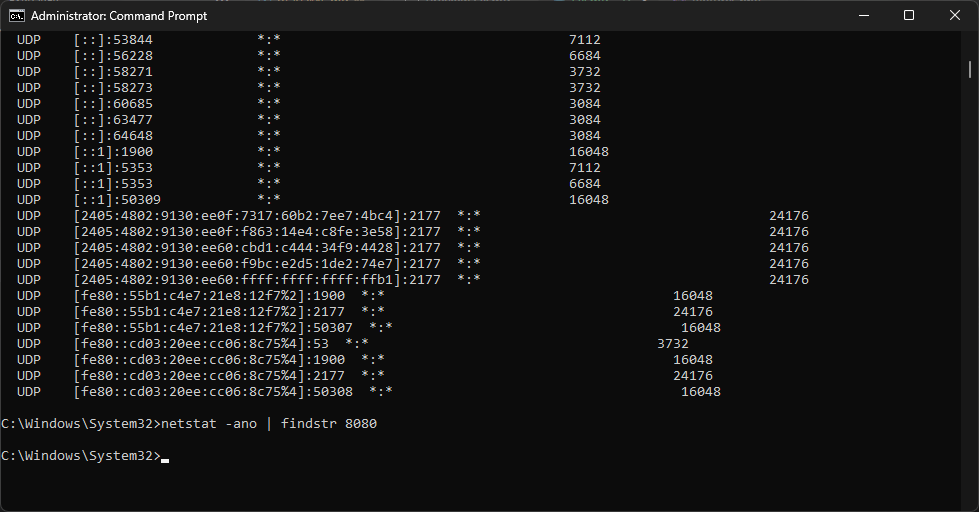 Administrator: Command Prompt
UDP [::]:53844 *:* 7112
UDP [::]:56228 *:* 6684
UDP [::]:58271 *:* 3732
UDP [::]:58273 *:* 3732
UDP [::]:60685 *:* 3084
UDP [::]:63477 *:* 3084
UDP [::]:64648 *:* 3084
UDP [::1]:1900 *:* 16048
UDP [::1]:5353 *:* 7112
UDP [::1]:5353 *:* 6684
UDP [::1]:50309 *:* 16048
UDP [2405:4802:9130:ee0f:7317:60b2:7ee7:4bc4]:2177 *:* 24176
UDP [2405:4802:9130:ee0f:f863:14e4:c8fe:3e58]:2177 *:* 24176
UDP [2405:4802:9130:ee60:cbd1:c444:34f9:4428]:2177 *:* 24176
UDP [2405:4802:9130:ee60:f9bc:e2d5:1de2:74e7]:2177 *:* 24176
UDP [2405:4802:9130:ee60:ffff:ffff:ffff:ffb1]:2177 *:* 24176
UDP [fe80::55b1:c4e7:21e8:12f7%2]:1900 *:* 16048
UDP [fe80::55b1:c4e7:21e8:12f7%2]:2177 *:* 24176
UDP [fe80::55b1:c4e7:21e8:12f7%2]:50307 *:* 16048
UDP [fe80::cd03:20ee:cc06:8c75%4]:53 *:* 3732
UDP [fe80::cd03:20ee:cc06:8c75%4]:1900 *:* 16048
UDP [fe80::cd03:20ee:cc06:8c75%4]:2177 *:* 24176
UDP [fe80::cd03:20ee:cc06:8c75%4]:50308 *:* 16048
C:\Windows\System32>netstat -ano | findstr 8080
C:\Windows\System32>